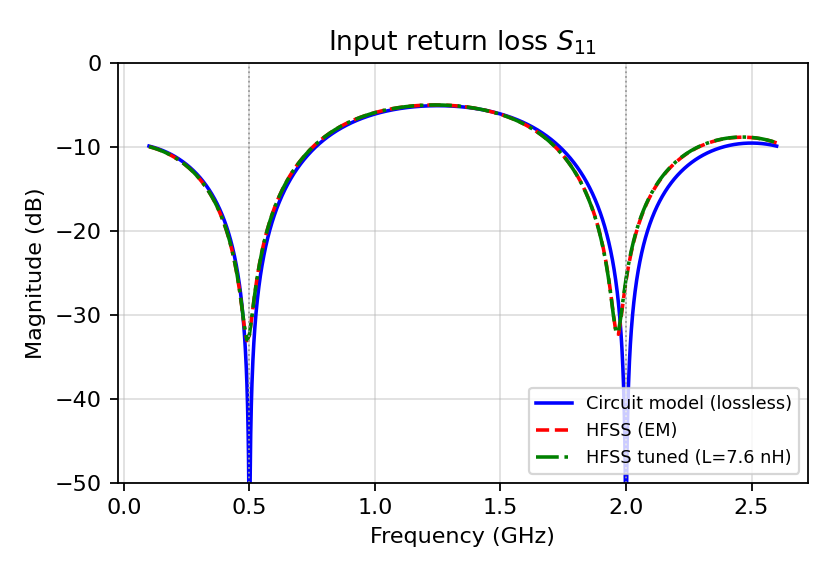 Input return loss S₁₁
Magnitude (dB)
0
−10
−20
−30
−40
−50
0.0 0.5 1.0 1.5 2.0 2.5
Frequency (GHz)
Circuit model (lossless)
HFSS (EM)
HFSS tuned (L=7.6 nH)